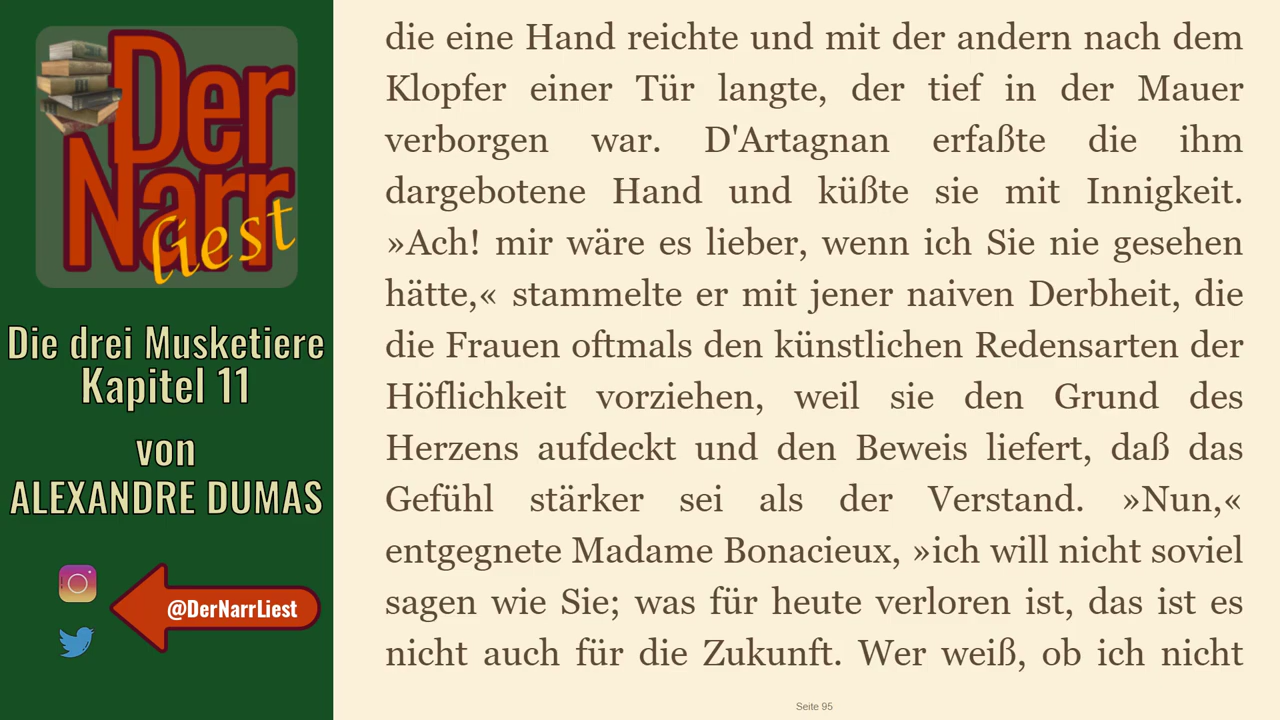 Der
Narr
liest
Die drei Musketiere
Kapitel 11
von
ALEXANDRE DUMAS
@DerNarrLiest
die eine Hand reichte und mit der andern nach dem
Klopfer einer Tür langte, der tief in der Mauer
verborgen war. D'Artagnan erfaßte die ihm
dargebotene Hand und küßte sie mit Innigkeit.
»Ach! mir wäre es lieber, wenn ich Sie nie gesehen
hätte,« stammelte er mit jener naiven Derbheit, die
die Frauen oftmals den künstlichen Redensarten der
Höflichkeit vorziehen, weil sie den Grund des
Herzens aufdeckt und den Beweis liefert, daß das
Gefühl stärker sei als der Verstand. »Nun,«
entgegnete Madame Bonacieux, »ich will nicht soviel
sagen wie Sie; was für heute verloren ist, das ist es
nicht auch für die Zukunft. Wer weiß, ob ich nicht
Seite 95